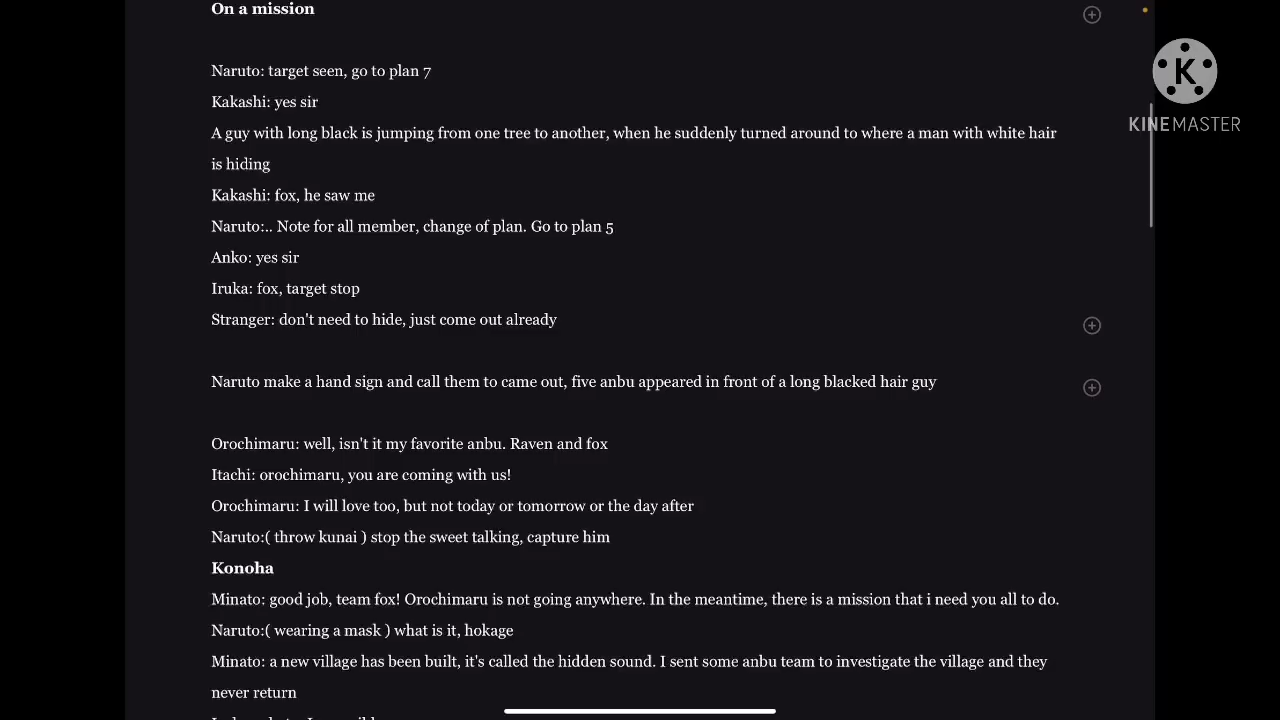 On a mission
Naruto: target seen, go to plan 7
Kakashi: yes sir
A guy with long black is jumping from one tree to another, when he suddenly turned around to where a man with white hair
is hiding
Kakashi: fox, he saw me
Naruto:.. Note for all member, change of plan. Go to plan 5
Anko: yes sir
Iruka: fox, target stop
Stranger: don't need to hide, just come out already
Naruto make a hand sign and call them to came out, five anbu appeared in front of a long blacked hair guy
Orochimaru: well, isn't it my favorite anbu. Raven and fox
Itachi: orochimaru, you are coming with us!
Orochimaru: I will love too, but not today or tomorrow or the day after
Naruto:( throw kunai ) stop the sweet talking, capture him
Konoha
Minato: good job, team fox! Orochimaru is not going anywhere. In the meantime, there is a mission that i need you all to do.
Naruto:( wearing a mask ) what is it, hokage
Minato: a new village has been built, it's called the hidden sound. I sent some anbu team to investigate the village and they
never return
K
KINEMASTER